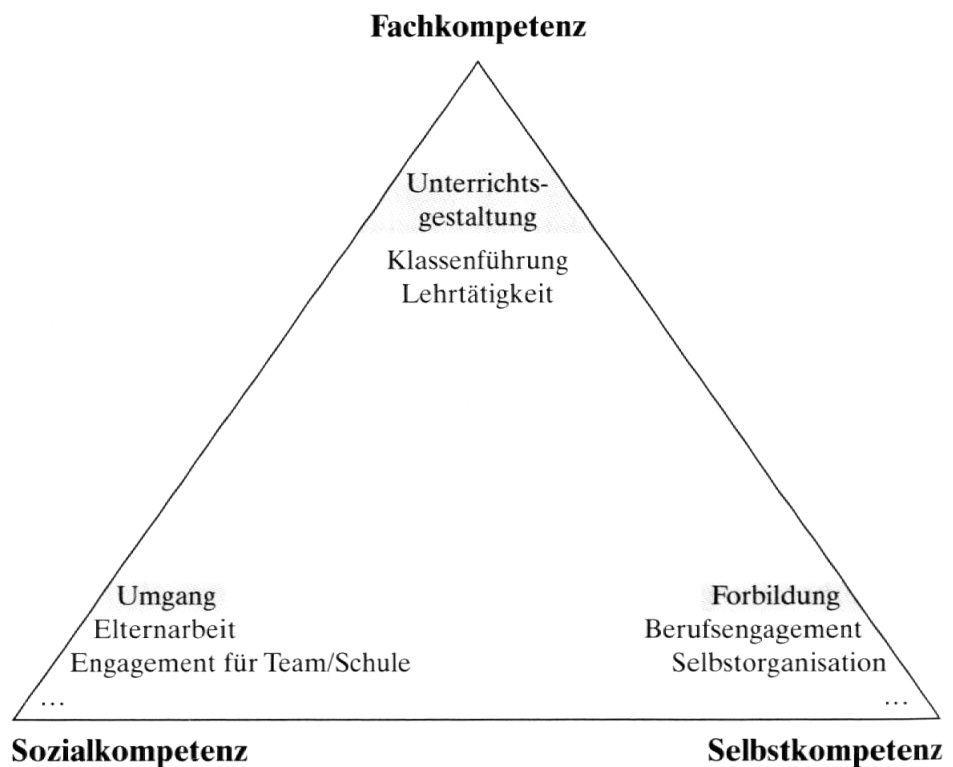 Fachkompetenz
Unterrichts-
gestaltung
Klassenführung
Lehrtätigkeit
Umgang
Elternarbeit
Engagement für Team/Schule
...
Forbildung
Berufsengagement
Selbstorganisation
...
Sozialkompetenz
Selbstkompetenz